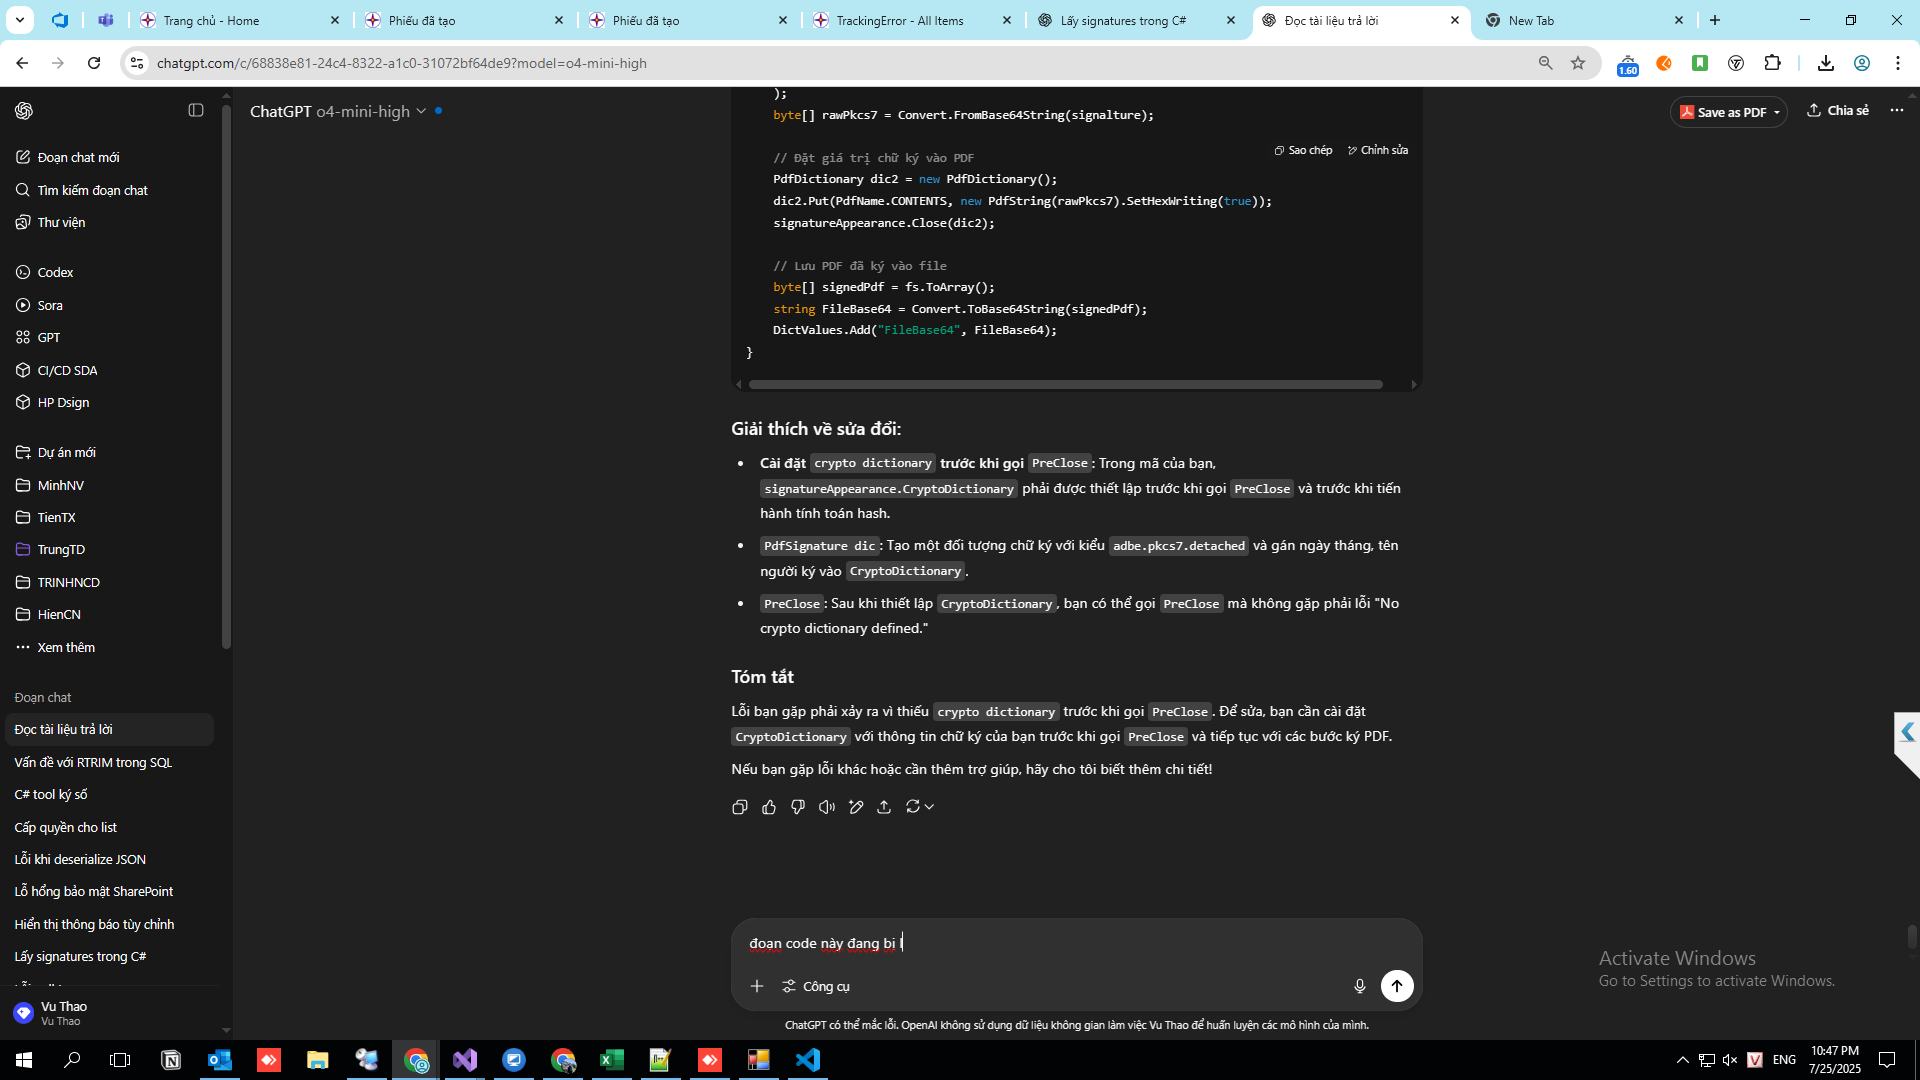 Trang chủ - Home
Phiếu đã tạo
Phiếu đã tạo
TrackingError - All Items
Lấy signatures trong C#
Đọc tài liệu trả lời
New Tab
chatgpt.com/c/68838e81-24c4-8322-a1c0-31072bf64de9?model=o4-mini-high
1.60
ChatGPT o4-mini-high
Save as PDF
Chia sẻ
Đoạn chat mới
Tìm kiếm đoạn chat
Thư viện
Codex
Sora
GPT
CI/CD SDA
HP Dsign
Dự án mới
MinhNV
TienTX
TrungTD
TRINHNCD
HienCN
Xem thêm
Đoạn chat
Đọc tài liệu trả lời
Vấn đề với RTRIM trong SQL
C# tool ký số
Cấp quyền cho list
Lỗi khi deserialize JSON
Lỗ hổng bảo mật SharePoint
Hiển thị thông báo tùy chỉnh
Lấy signatures trong C#
Vu Thao
Vu Thao
);
byte[] rawPkcs7 = Convert.FromBase64String(signalture);
Sao chép
Chỉnh sửa
// Đặt giá trị chữ ký vào PDF
PdfDictionary dic2 = new PdfDictionary();
dic2.Put(PdfName.CONTENTS, new PdfString(rawPkcs7).SetHexWriting(true));
signatureAppearance.Close(dic2);
// Lưu PDF đã ký vào file
byte[] signedPdf = fs.ToArray();
string FileBase64 = Convert.ToBase64String(signedPdf);
DictValues.Add("FileBase64", FileBase64);
}
Giải thích về sửa đổi:
Cài đặt crypto dictionary trước khi gọi PreClose: Trong mã của bạn,
signatureAppearance.CryptoDictionary phải được thiết lập trước khi gọi PreClose và trước khi tiến
hành tính toán hash.
PdfSignature dic: Tạo một đối tượng chữ ký với kiểu adbe.pkcs7.detached và gán ngày tháng, tên
người ký vào CryptoDictionary.
PreClose: Sau khi thiết lập CryptoDictionary, bạn có thể gọi PreClose mà không gặp phải lỗi "No
crypto dictionary defined."
Tóm tắt
Lỗi bạn gặp phải xảy ra vì thiếu crypto dictionary trước khi gọi PreClose. Để sửa, bạn cần cài đặt
CryptoDictionary với thông tin chữ ký của bạn trước khi gọi PreClose và tiếp tục với các bước ký PDF.
Nếu bạn gặp lỗi khác hoặc cần thêm trợ giúp, hãy cho tôi biết thêm chi tiết!
đoạn code này đang bị l
Công cụ
ChatGPT có thể mắc lỗi. OpenAI không sử dụng dữ liệu không gian làm việc Vu Thao để huấn luyện các mô hình của mình.
Activate Windows
Go to Settings to activate Windows.
ENG
10:47 PM
7/25/2025